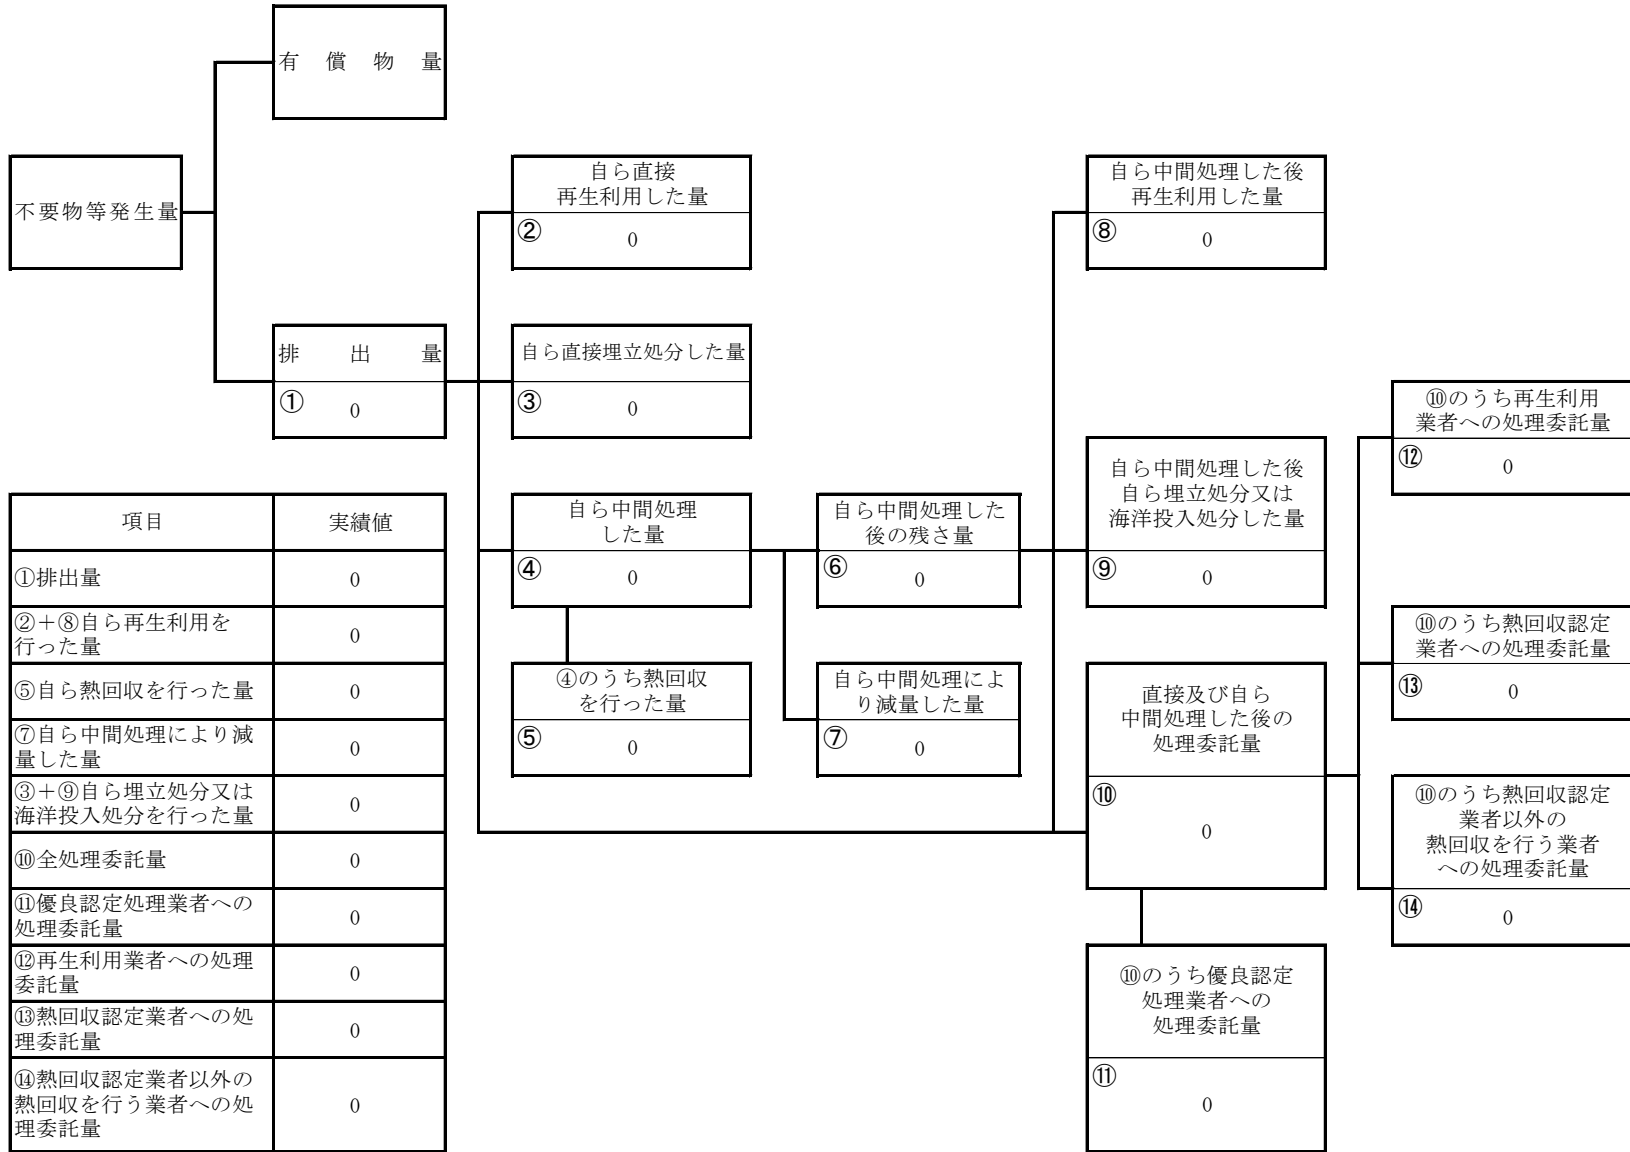 有償物量
不要物等発生量
排出量
①
0
自ら直接
再生利用した量
②
0
自ら直接埋立処分した量
③
0
自ら中間処理
した量
④
0
④のうち熱回収
を行った量
⑤
0
自ら中間処理した
後の残さ量
⑥
0
自ら中間処理によ
り減量した量
⑦
0
自ら中間処理した後
再生利用した量
⑧
0
自ら中間処理した後
自ら埋立処分又は
海洋投入処分した量
⑨
0
直接及び自ら
中間処理した後の
処理委託量
⑩
0
⑩のうち優良認定
処理業者への
処理委託量
⑪
0
⑩のうち再生利用
業者への処理委託量
⑫
0
⑩のうち熱回収認定
業者への処理委託量
⑬
0
⑩のうち熱回収認定
業者以外の
熱回収を行う業者
への処理委託量
⑭
0
項目 実績値
①排出量 0
②＋⑧自ら再生利用を
行った量 0
⑤自ら熱回収を行った量 0
⑦自ら中間処理により減
量した量 0
③＋⑨自ら埋立処分又は
海洋投入処分を行った量 0
⑩全処理委託量 0
⑪優良認定処理業者への
処理委託量 0
⑫再生利用業者への処理
委託量 0
⑬熱回収認定業者への処
理委託量 0
⑭熱回収認定業者以外の
熱回収を行う業者への処
理委託量 0